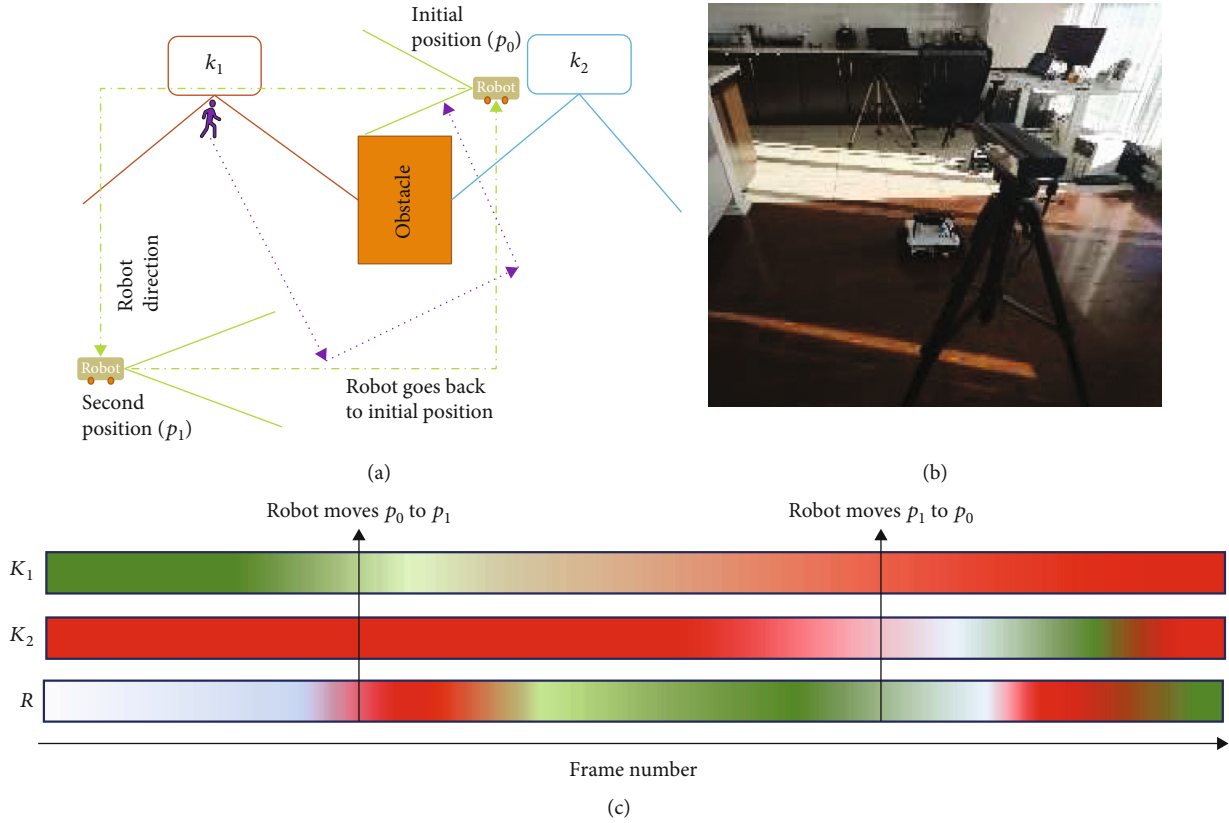 Initial
position (p0)
k1
k2
Robot
Obstacle
Robot
direction
Robot
Second
position (p1)
Robot goes back
to initial position
(a)
(b)
Robot moves p0 to p1
Robot moves p1 to p0
K1
K2
R
Frame number
(c)